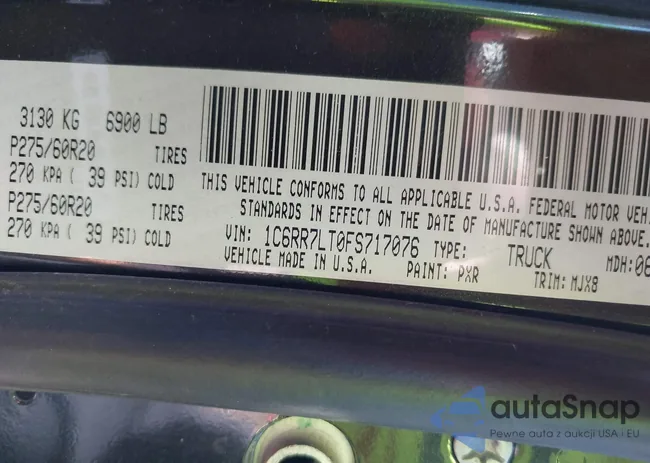 3130 KG 6900 LB
P275/60R20 TIRES
270 KPA ( 39 PSI) COLD
P275/60R20 TIRES
270 KPA ( 39 PSI) COLD
THIS VEHICLE CONFORMS TO ALL APPLICABLE U.S.A. FEDERAL MOTOR VEH
STANDARDS IN EFFECT ON THE DATE OF MANUFACTURE SHOWN ABOVE.
VIN: 1C6RR7LT0FS717076 TYPE: TRUCK MDH:06
VEHICLE MADE IN U.S.A. PAINT: PXR TRIM: MJX8
autaSnap
Pewne auta z aukcji USA i EU